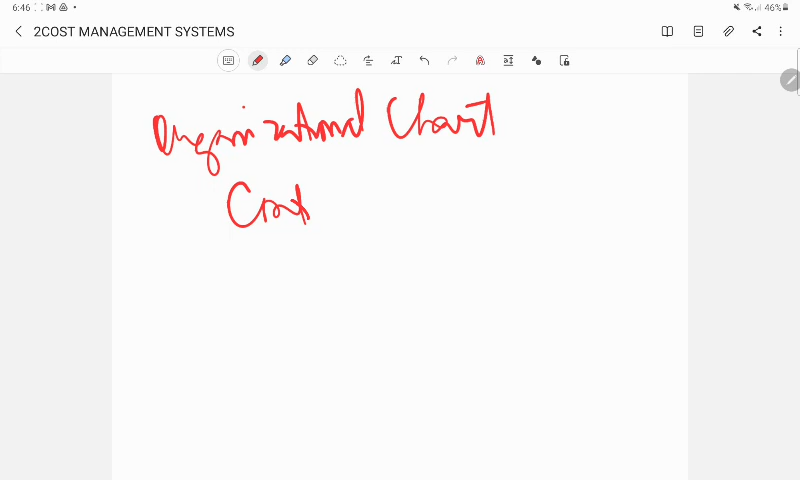 6:46
46%
2COST MANAGEMENT SYSTEMS
Organizational Chart
Cost